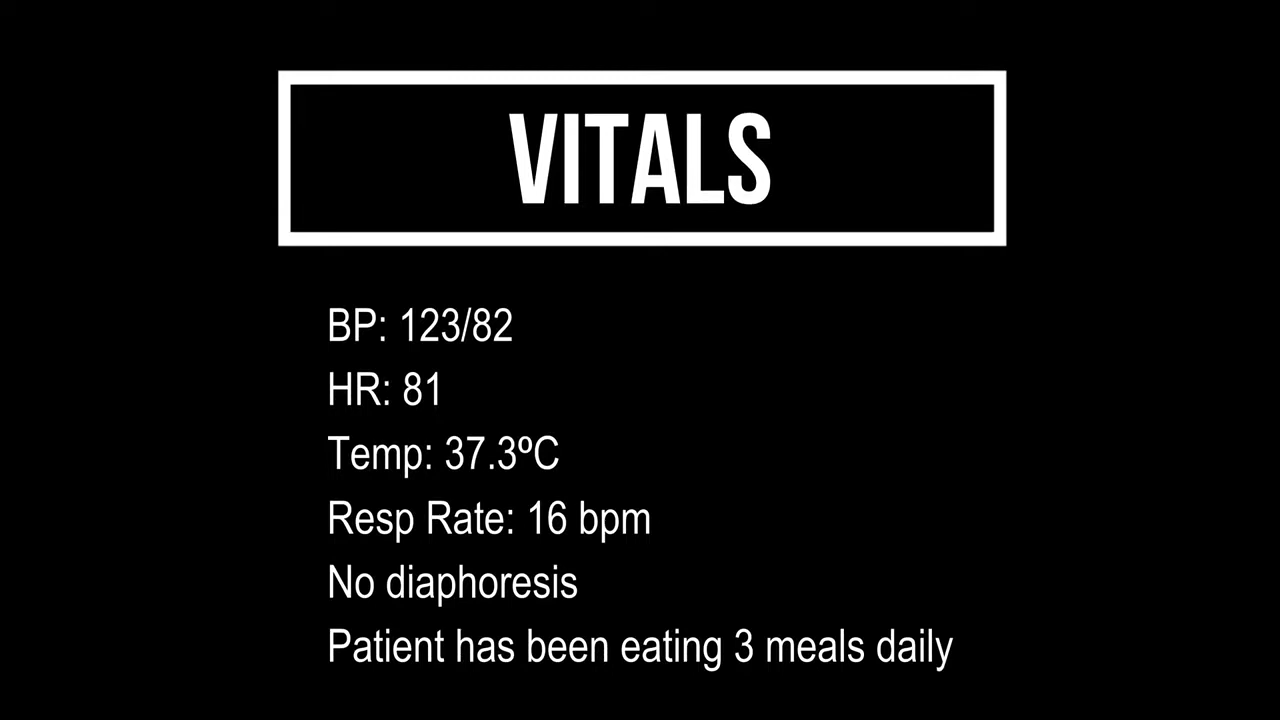 VITALS
BP: 123/82
HR: 81
Temp: 37.3ºC
Resp Rate: 16 bpm
No diaphoresis
Patient has been eating 3 meals daily